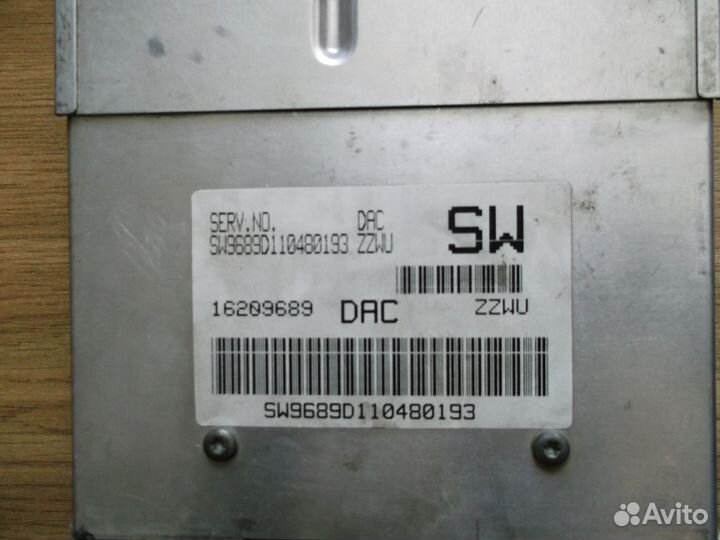 SERV.NO. DAC SW
SW9689D110480193 ZZWU
16209689 DAC ZZWU
SW9689D110480193
Avito